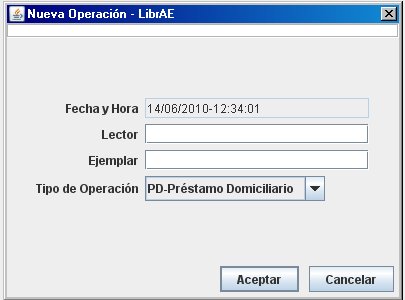 Nueva Operación - LibrAE
Fecha y Hora 14/06/2010-12:34:01
Lector
Ejemplar
Tipo de Operación PD-Préstamo Domiciliario
Aceptar Cancelar